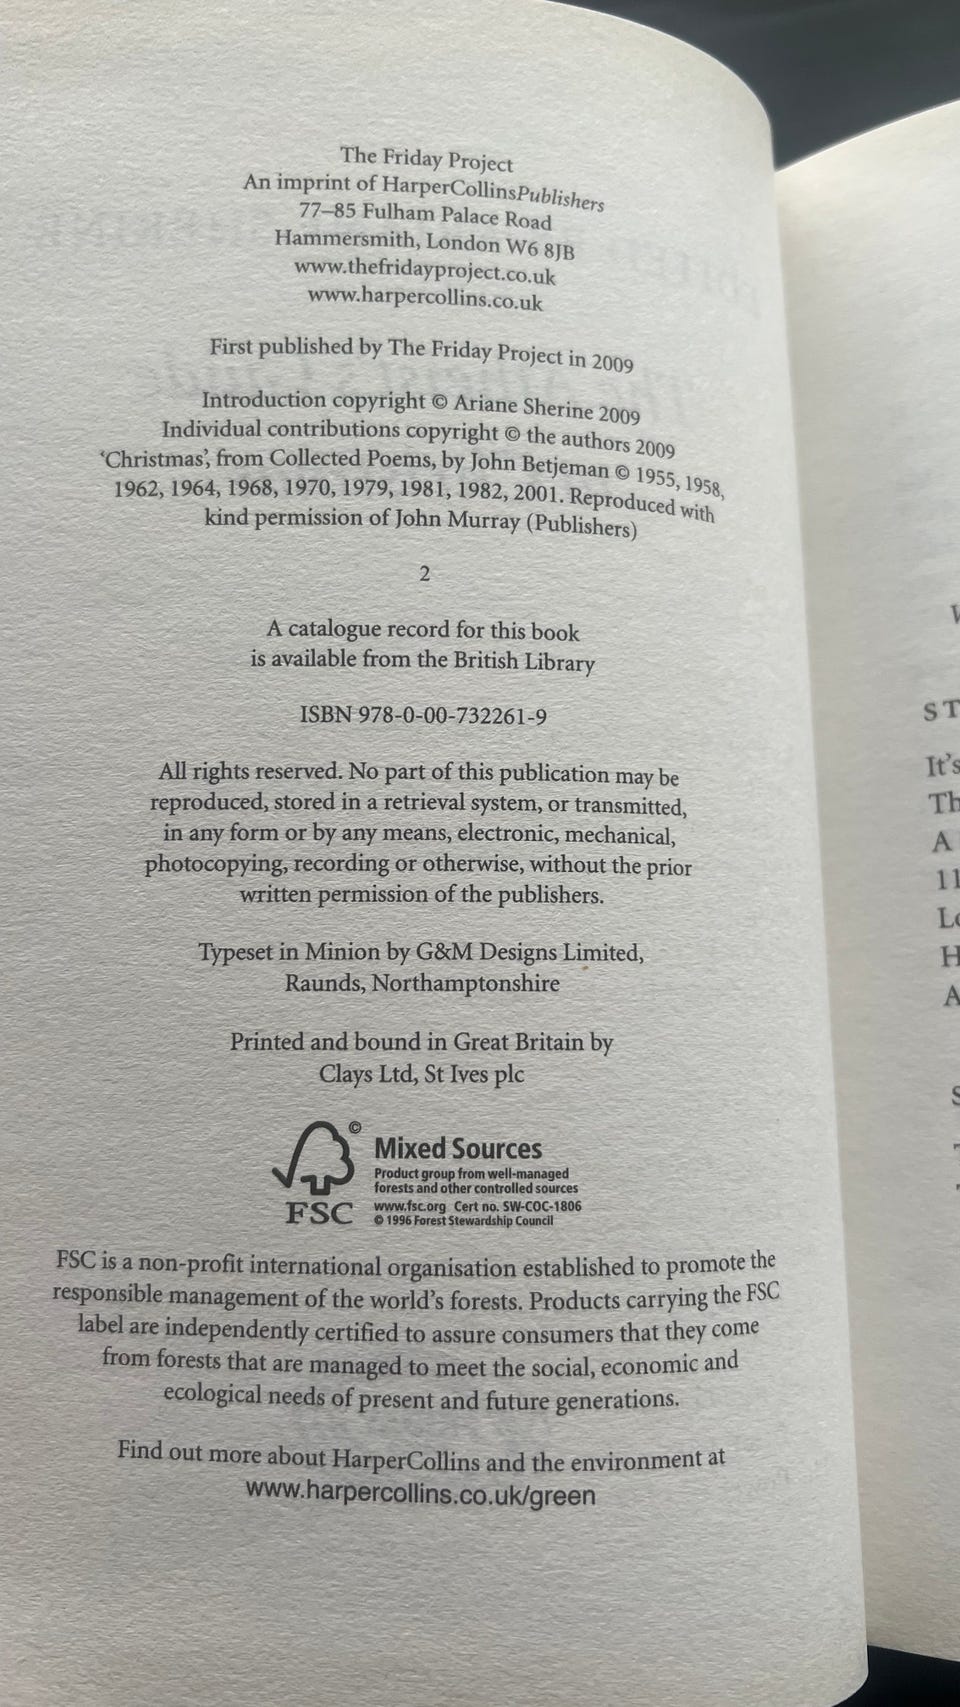 The Friday Project
An imprint of HarperCollinsPublishers
77–85 Fulham Palace Road
Hammersmith, London W6 8JB
www.thefridayproject.co.uk
www.harpercollins.co.uk
First published by The Friday Project in 2009
Introduction copyright © Ariane Sherine 2009
Individual contributions copyright © the authors 2009
‘Christmas’, from Collected Poems, by John Betjeman © 1955, 1958,
1962, 1964, 1968, 1970, 1979, 1981, 1982, 2001. Reproduced with
kind permission of John Murray (Publishers)
2
A catalogue record for this book
is available from the British Library
ISBN 978-0-00-732261-9
All rights reserved. No part of this publication may be
reproduced, stored in a retrieval system, or transmitted,
in any form or by any means, electronic, mechanical,
photocopying, recording or otherwise, without the prior
written permission of the publishers.
Typeset in Minion by G&M Designs Limited,
Raunds, Northamptonshire
Printed and bound in Great Britain by
Clays Ltd, St Ives plc
©
FSC
Mixed Sources
Product group from well-managed
forests and other controlled sources
www.fsc.org Cert no. SW-COC-1806
© 1996 Forest Stewardship Council
FSC is a non-profit international organisation established to promote the
responsible management of the world’s forests. Products carrying the FSC
label are independently certified to assure consumers that they come
from forests that are managed to meet the social, economic and
ecological needs of present and future generations.
Find out more about HarperCollins and the environment at
www.harpercollins.co.uk/green
It’s
A
11